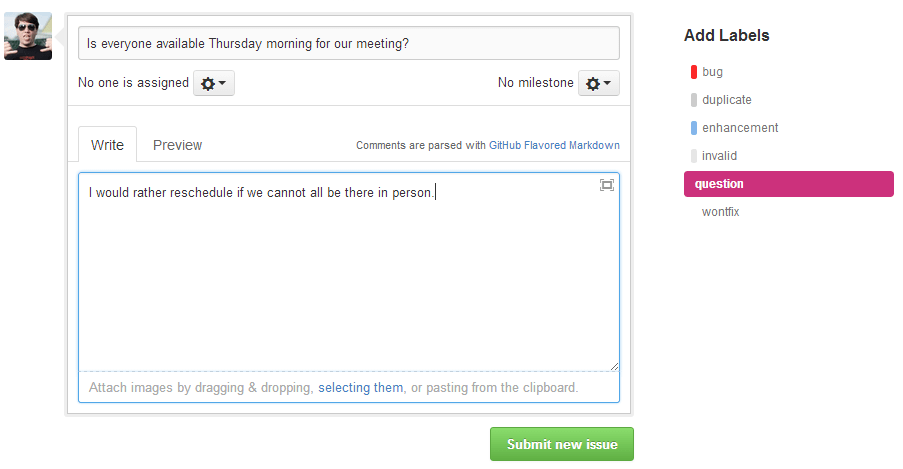 Is everyone available Thursday morning for our meeting?
No one is assigned
No milestone
Write
Preview
Comments are parsed with GitHub Flavored Markdown
I would rather reschedule if we cannot all be there in person.
Attach images by dragging & dropping, selecting them, or pasting from the clipboard.
Submit new issue
Add Labels
bug
duplicate
enhancement
invalid
question
wontfix